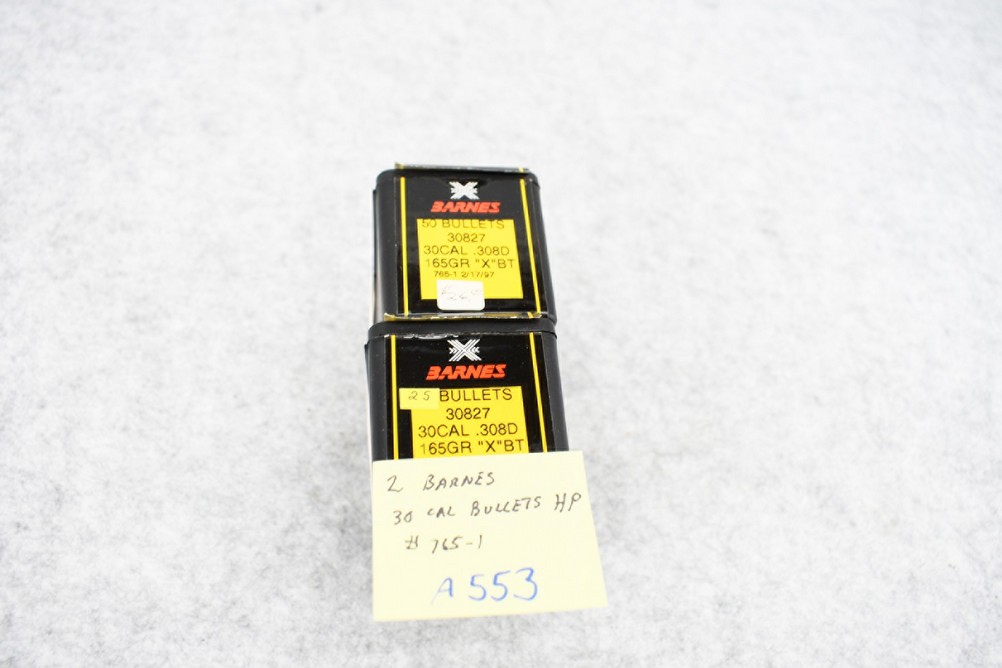 BARNES
50 BULLETS
30827
30CAL .308D
165GR "X"BT
765-1 2/17/97
BARNES
25 BULLETS
30827
30CAL .308D
165GR "X"BT
2 BARNES
30 CAL BULLETS HP
# 765-1
A553